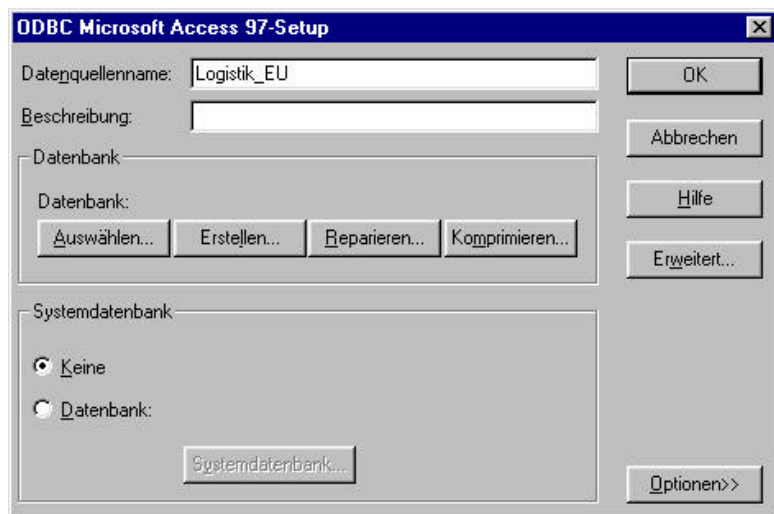 ODBC Microsoft Access 97-Setup
Datenquellenname: Logistik_EU
OK
Beschreibung:
Abbrechen
Datenbank
Datenbank:
Hilfe
Auswählen... Erstellen... Reparieren... Komprimieren...
Erweitert...
Systemdatenbank
Keine
Datenbank:
Systemdatenbank...
Optionen>>